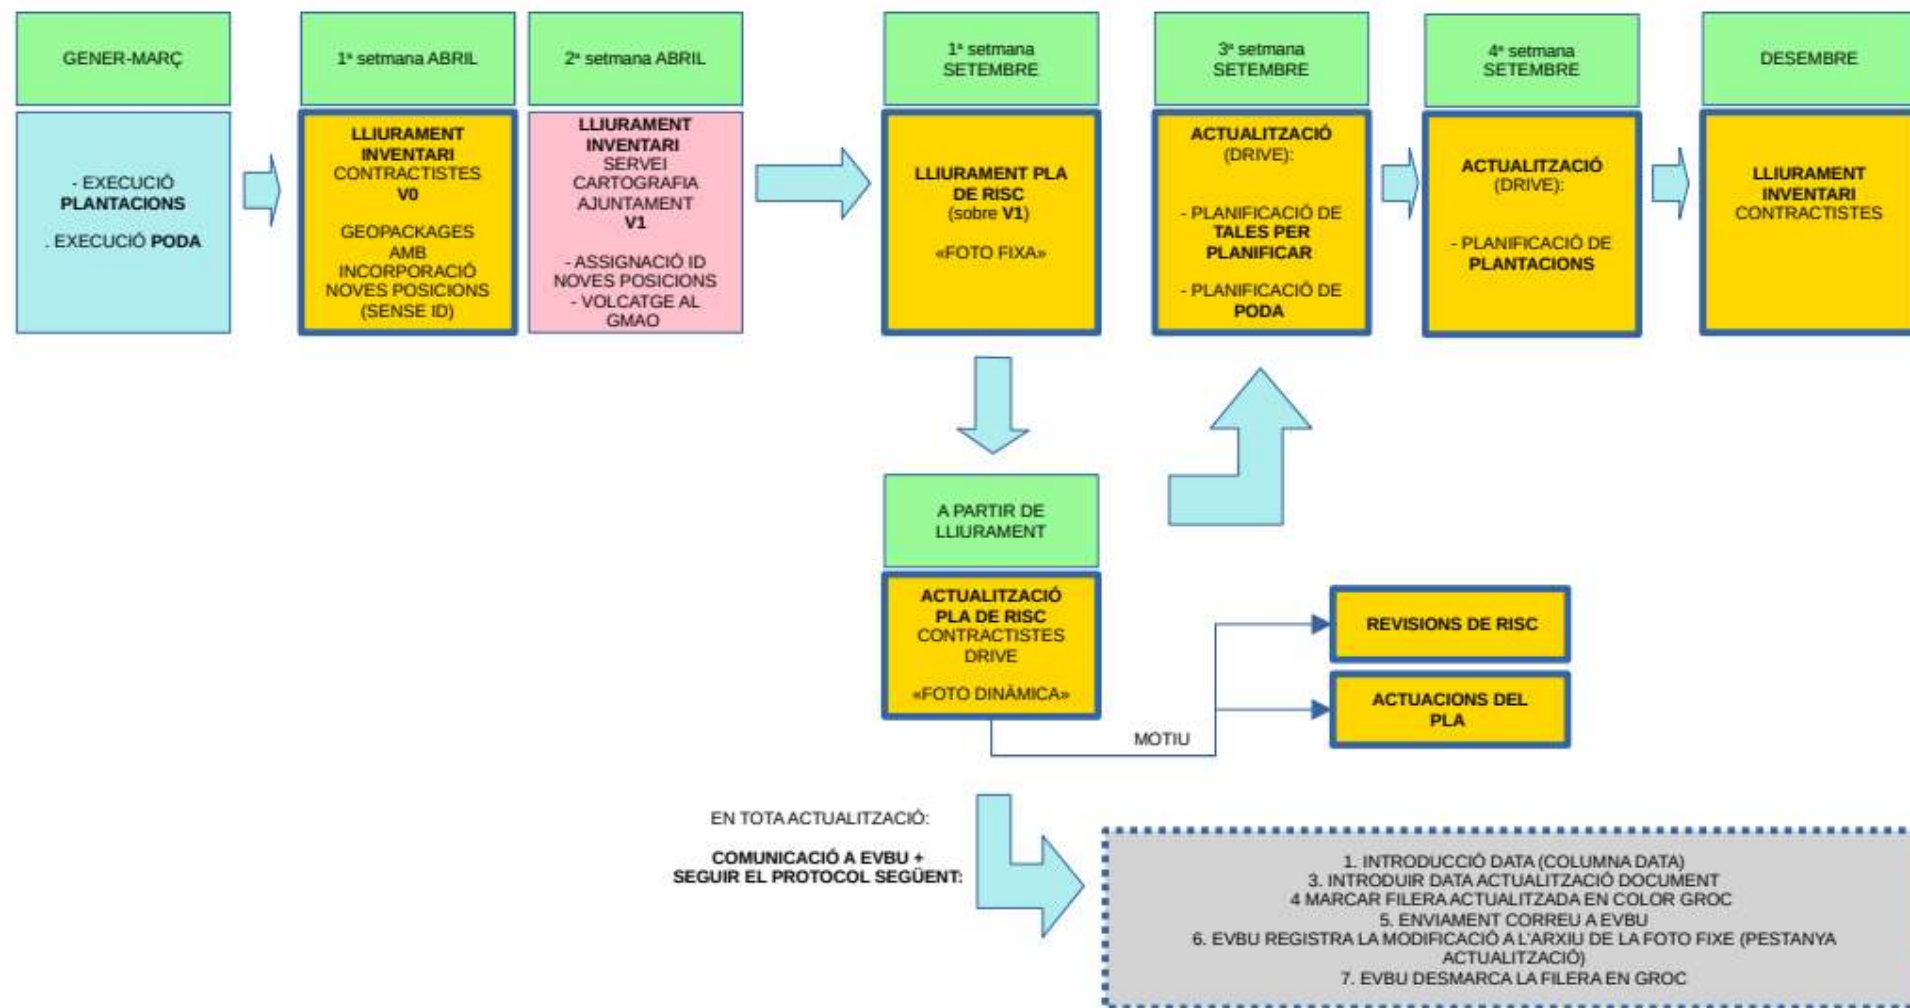 GENER-MARÇ
- EXECUCIÓ
PLANTACIONS
. EXECUCIÓ PODA
1ª setmana ABRIL
LLIURAMENT
INVENTARI
CONTRACTISTES
V0
GEOPACKAGES
AMB
INCORPORACIÓ
NOVES POSICIONS
(SENSE ID)
2ª setmana ABRIL
LLIURAMENT
INVENTARI
SERVEI
CARTOGRAFIA
AJUNTAMENT
V1
- ASSIGNACIÓ ID
NOVES POSICIONS
- VOLCATGE AL
GMAO
1ª setmana
SETEMBRE
LLIURAMENT PLA
DE RISC
(sobre V1)
«FOTO FIXA»
3ª setmana
SETEMBRE
ACTUALITZACIÓ
(DRIVE):
- PLANIFICACIÓ DE
TALES PER
PLANIFICAR
- PLANIFICACIÓ DE
PODA
4ª setmana
SETEMBRE
ACTUALITZACIÓ
(DRIVE):
- PLANIFICACIÓ DE
PLANTACIONS
DESEMBRE
LLIURAMENT
INVENTARI
CONTRACTISTES
A PARTIR DE
LLIURAMENT
ACTUALITZACIÓ
PLA DE RISC
CONTRACTISTES
DRIVE
«FOTO DINÀMICA»
MOTIU
REVISIONS DE RISC
ACTUACIONS DEL
PLA
EN TOTA ACTUALITZACIÓ:
COMUNICACIÓ A EVBU +
SEGUIR EL PROTOCOL SEGÜENT:
1. INTRODUCCIÓ DATA (COLUMNA DATA)
3. INTRODUIR DATA ACTUALITZACIÓ DOCUMENT
4 MARCAR FILERA ACTUALITZADA EN COLOR GROC
5. ENVIAMENT CORREU A EVBU
6. EVBU REGISTRA LA MODIFICACIÓ A L'ARXIU DE LA FOTO FIXE (PESTANYA
ACTUALITZACIÓ)
7. EVBU DESMARCA LA FILERA EN GROC